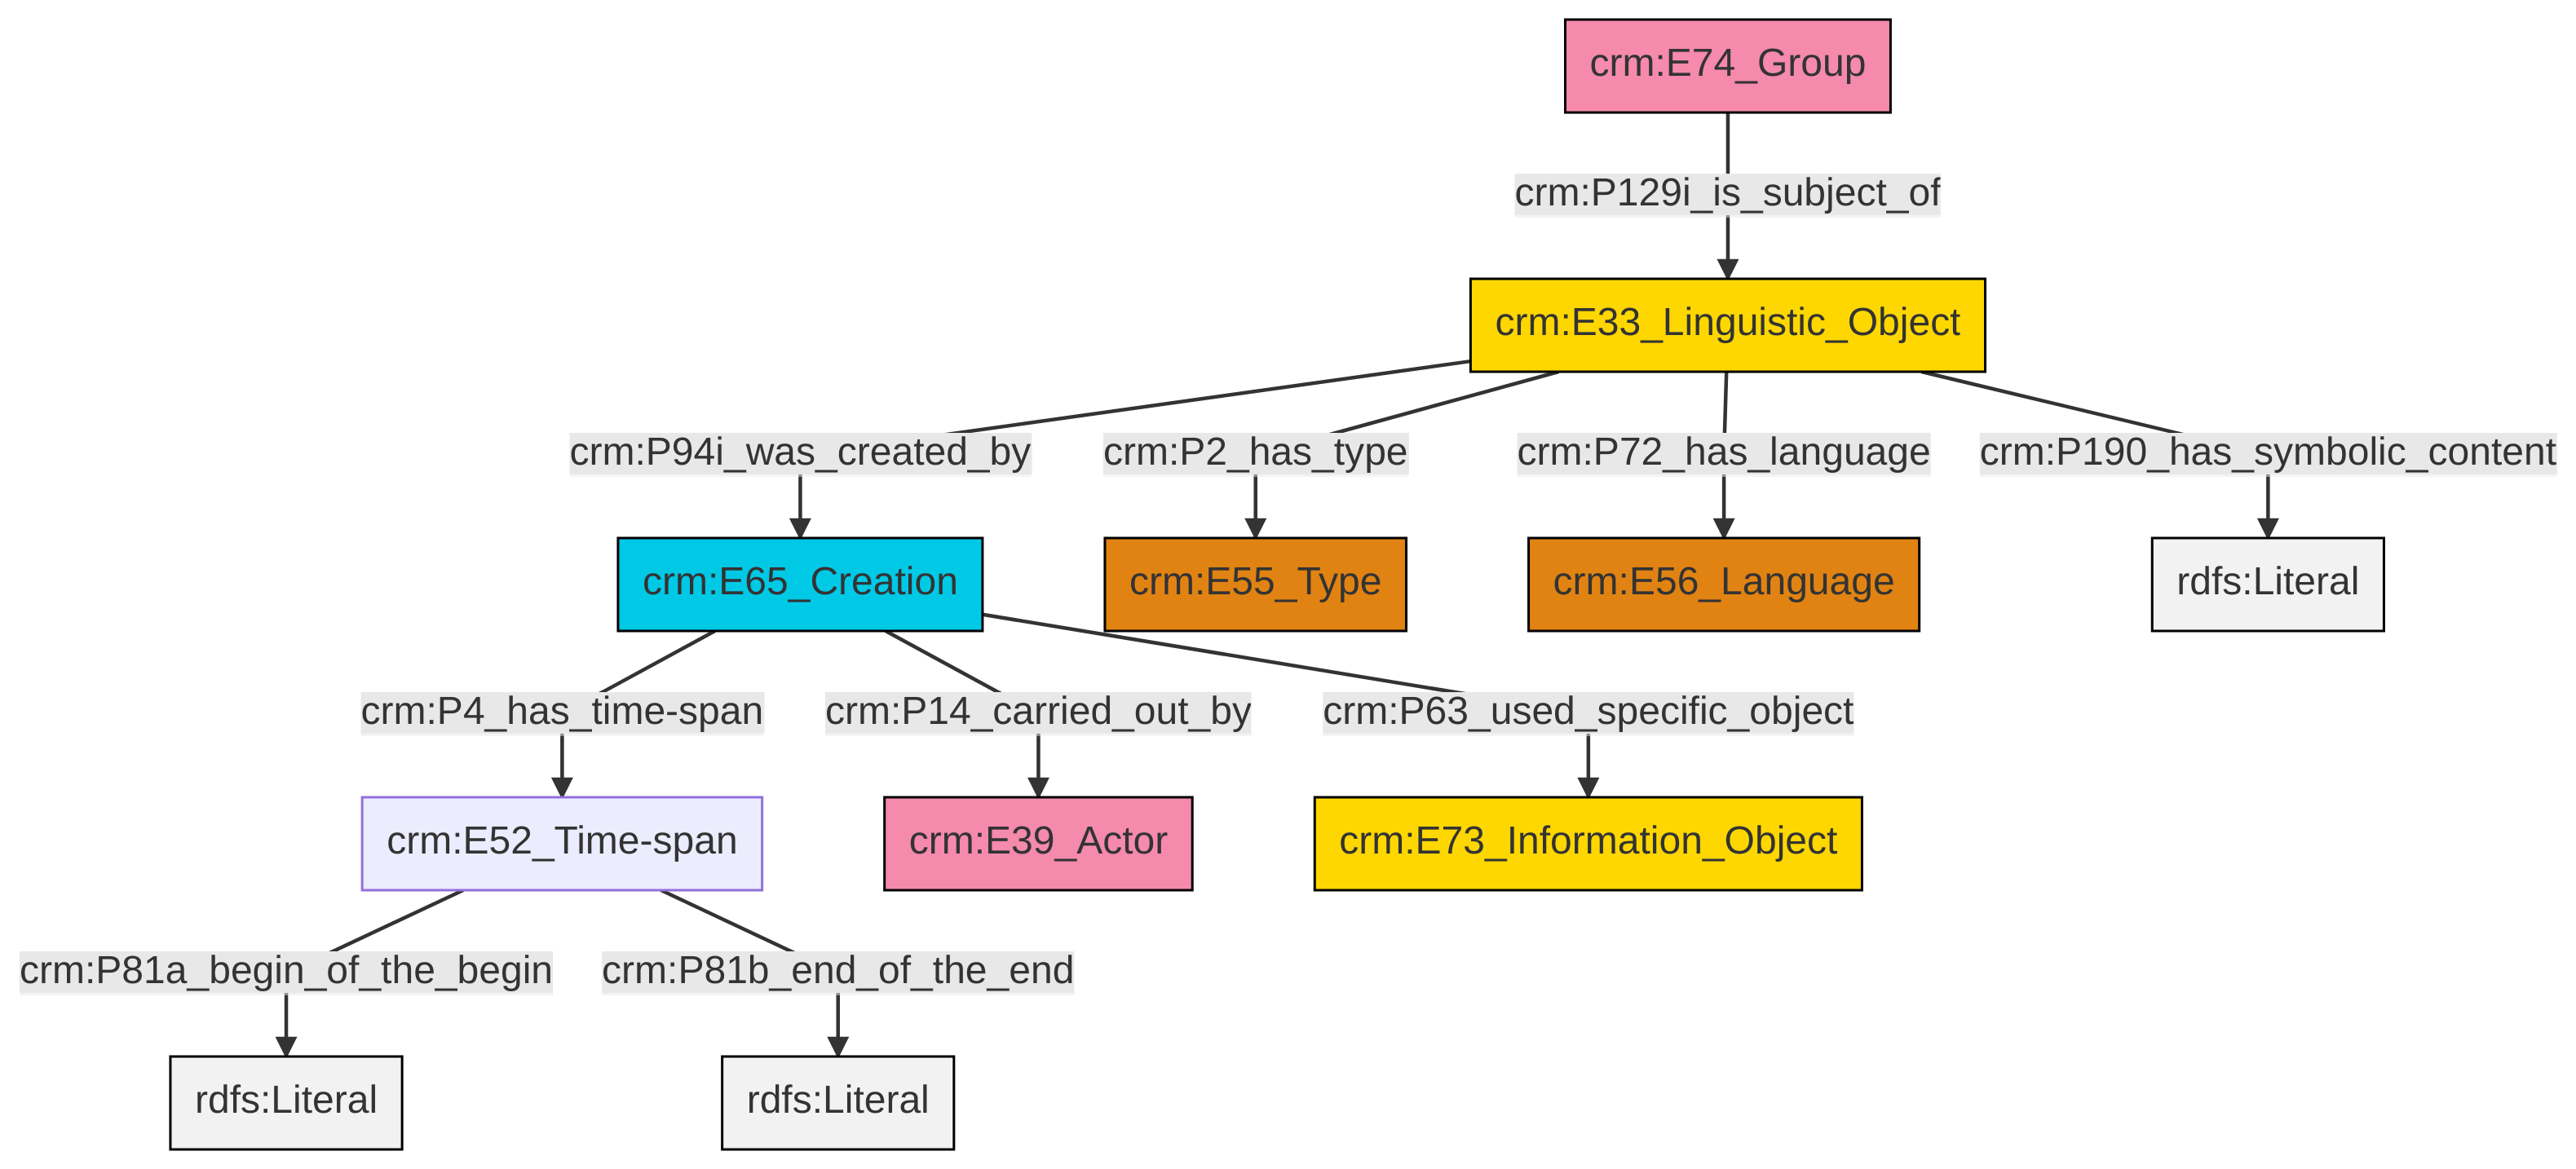 crm:E74_Group
crm:P129i_is_subject_of
crm:E33_Linguistic_Object
crm:P94i_was_created_by
crm:P2_has_type
crm:P72_has_language
crm:P190_has_symbolic_content
crm:E65_Creation
crm:E55_Type
crm:E56_Language
rdfs:Literal
crm:P4_has_time-span
crm:P14_carried_out_by
crm:P63_used_specific_object
crm:E52_Time-span
crm:E39_Actor
crm:E73_Information_Object
crm:P81a_begin_of_the_begin
crm:P81b_end_of_the_end
rdfs:Literal
rdfs:Literal